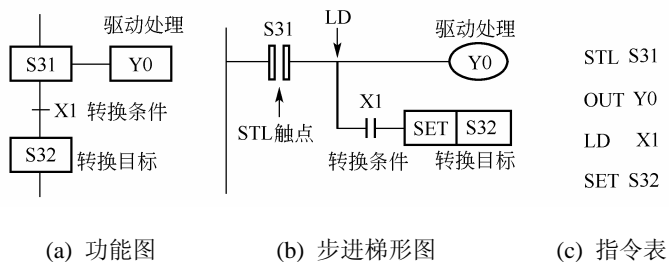 驱动处理
S31
Y0
X1
转换条件
S32
转换目标
LD
S31
驱动处理
Y0
STL触点
X1
SET
S32
转换条件
转换目标
STL S31
OUT Y0
LD X1
SET S32
(a) 功能图
(b) 步进梯形图
(c) 指令表